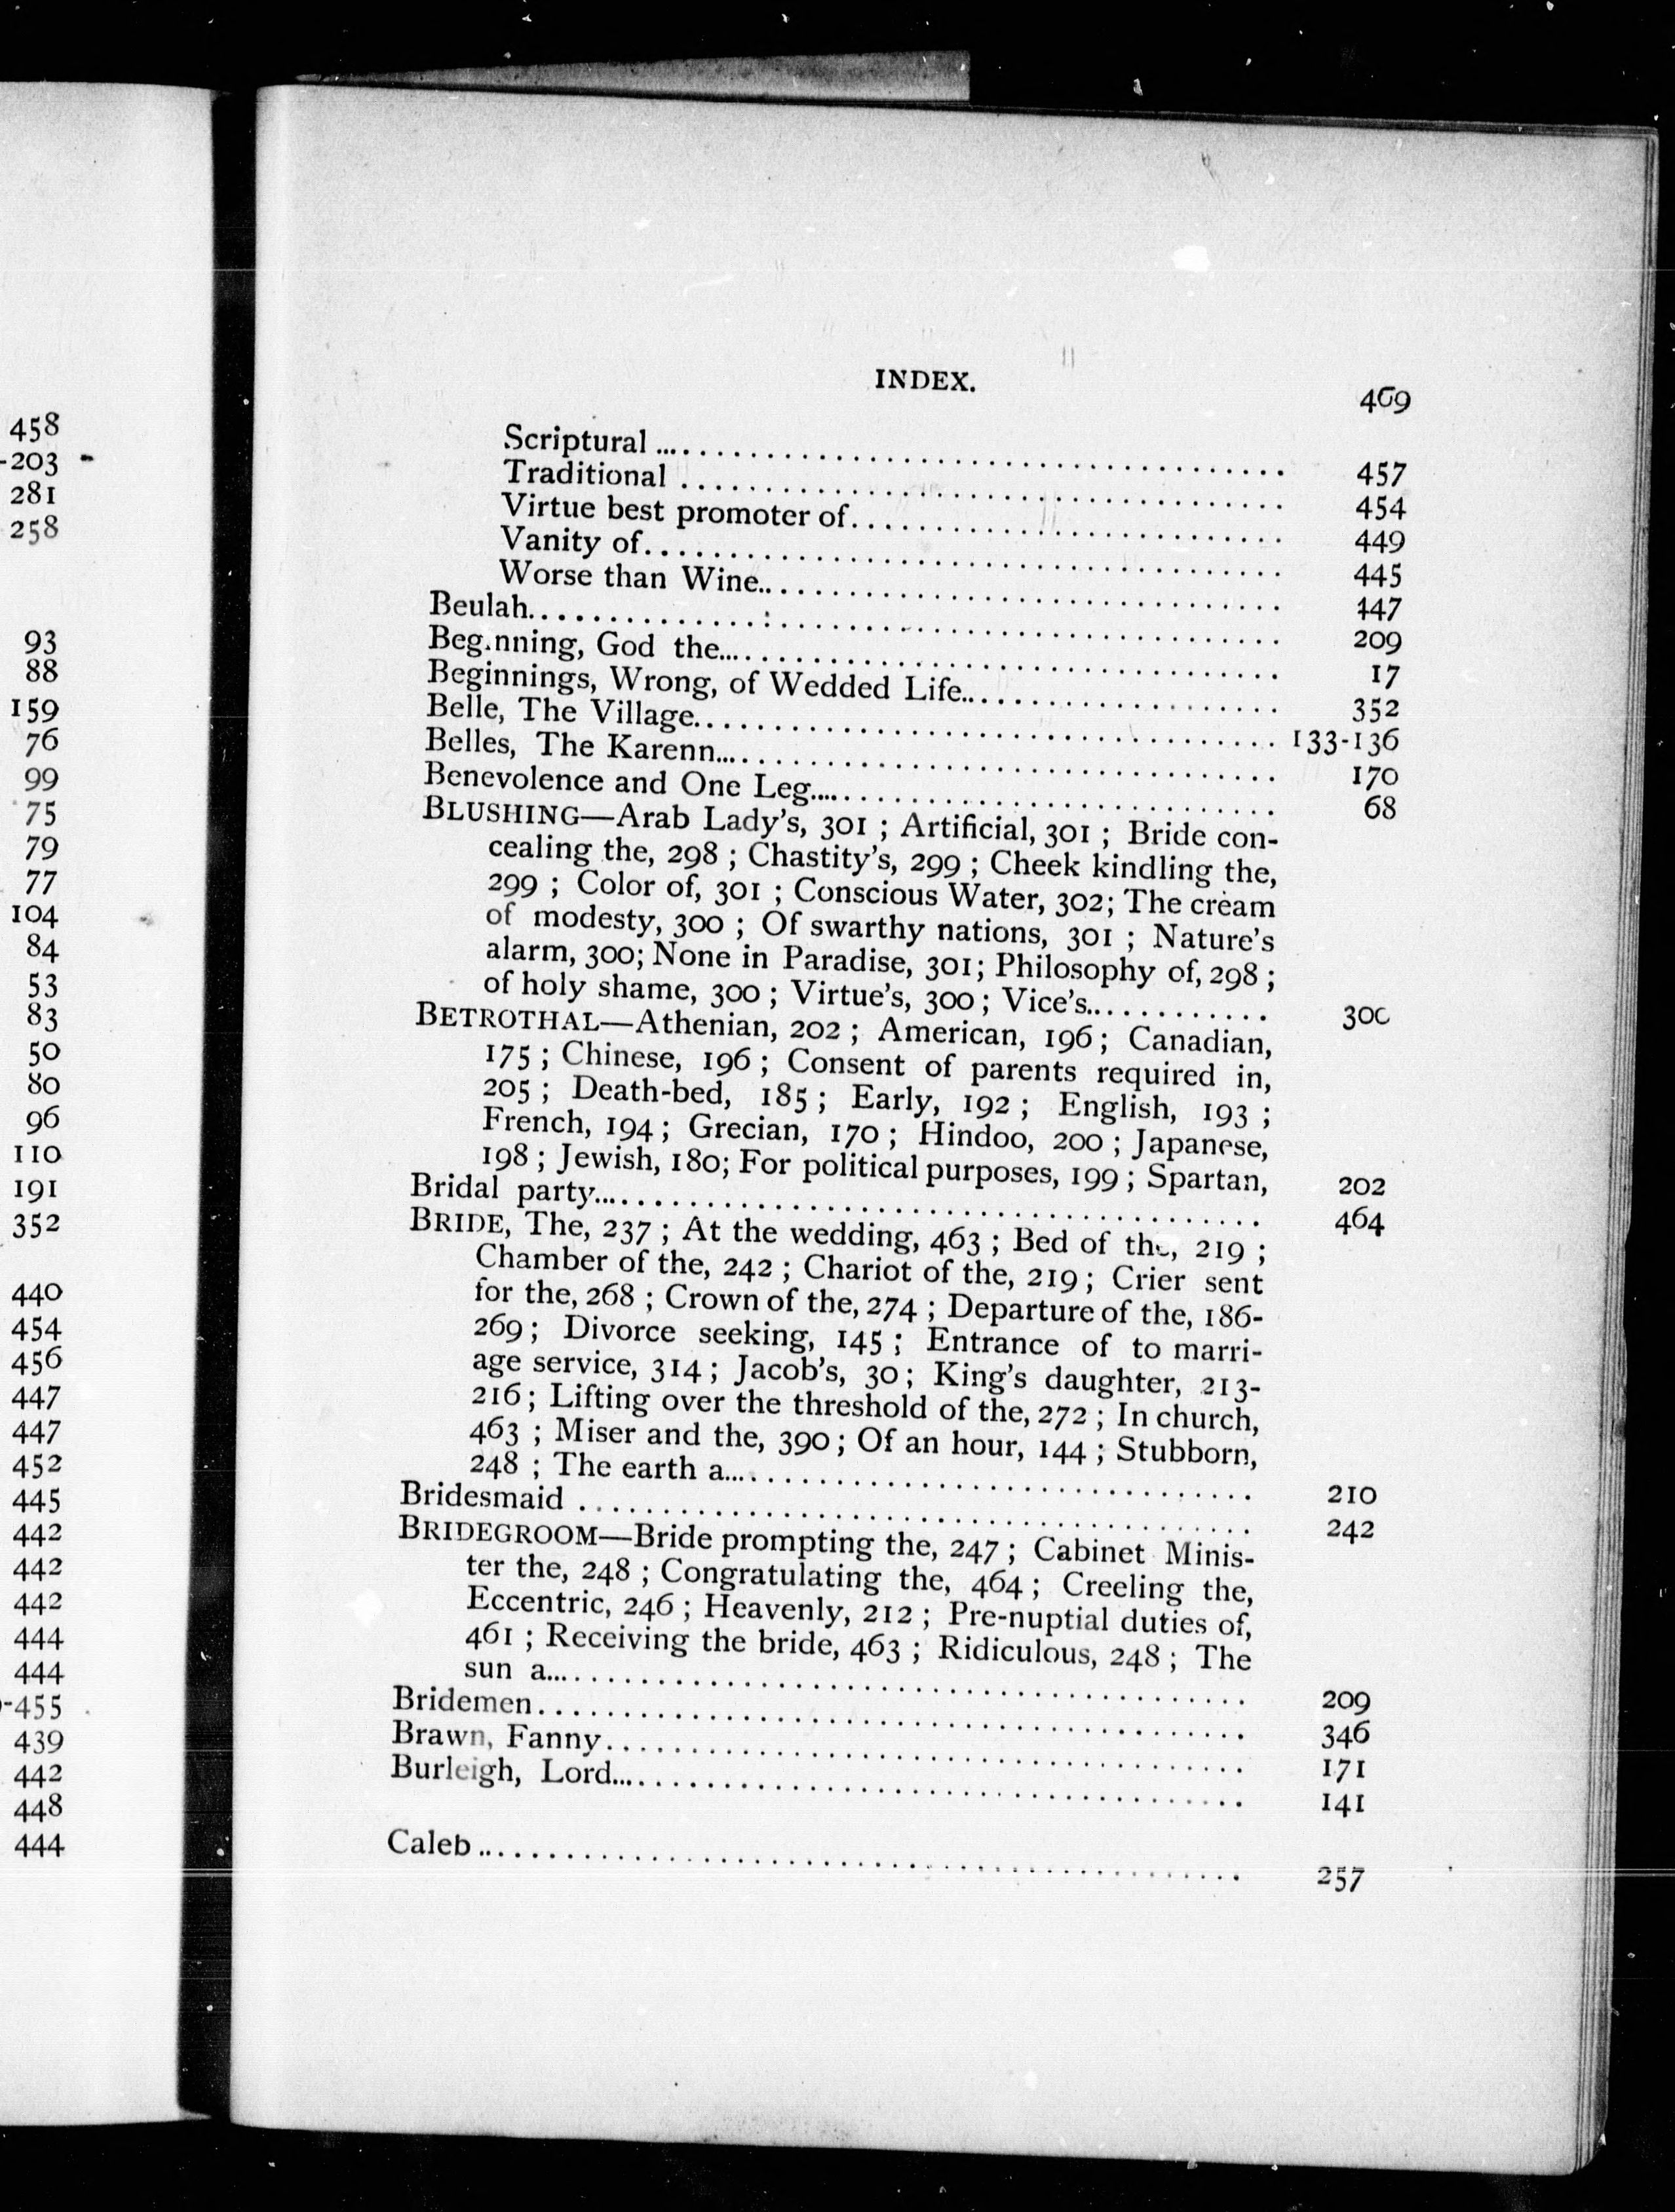 458
-203
281
258
93
88
159
76
99
75
79
77
104
84
53
83
50
80
96
110
191
352
440
454
456
447
447
452
445
442
442
442
444
444
-455
439
442
448
444
INDEX. 469
Scriptural ........................................ 457
Traditional ........................................ 454
Virtue best promoter of........................................ 449
Vanity of........................................ 445
Worse than Wine........................................ 447
Beulah........................................ 209
Beginning, God the........................................ 17
Beginnings, Wrong, of Wedded Life........................................ 352
Belle, The Village........................................ 133-136
Belles, The Karenn........................................ 170
Benevolence and One Leg........................................ 68
BLUSHING—Arab Lady's, 301 ; Artificial, 301 ; Bride con-
cealing the, 298 ; Chastity's, 299 ; Cheek kindling the,
299 ; Color of, 301 ; Conscious Water, 302; The cream
of modesty, 300 ; Of swarthy nations, 301 ; Nature's
alarm, 300; None in Paradise, 301; Philosophy of, 298 ;
of holy shame, 300 ; Virtue's, 300 ; Vice's............ 300
BETROTHAL—Athenian, 202 ; American, 196 ; Canadian,
175 ; Chinese, 196 ; Consent of parents required in,
205 ; Death-bed, 185 ; Early, 192 ; English, 193 ;
French, 194 ; Grecian, 170 ; Hindoo, 200 ; Japanese,
198 ; Jewish, 180; For political purposes, 199 ; Spartan, 202
Bridal party........................................ 464
BRIDE, The, 237 ; At the wedding, 463 ; Bed of the, 219 ;
Chamber of the, 242 ; Chariot of the, 219 ; Crier sent
for the, 268 ; Crown of the, 274 ; Departure of the, 186-
269 ; Divorce seeking, 145 ; Entrance of to marri-
age service, 314 ; Jacob's, 30 ; King's daughter, 213-
216 ; Lifting over the threshold of the, 272 ; In church,
463 ; Miser and the, 390 ; Of an hour, 144 ; Stubborn,
248 ; The earth a........................................ 210
Bridesmaid ........................................ 242
BRIDEGROOM—Bride prompting the, 247 ; Cabinet Minis-
ter the, 248 ; Congratulating the, 464 ; Creeling the,
Eccentric, 246 ; Heavenly, 212 ; Pre-nuptial duties of,
461 ; Receiving the bride, 463 ; Ridiculous, 248 ; The
sun a........................................ 209
Bridemen........................................ 346
Brawn, Fanny........................................ 171
Burleigh, Lord........................................ 141
Caleb........................................ 257